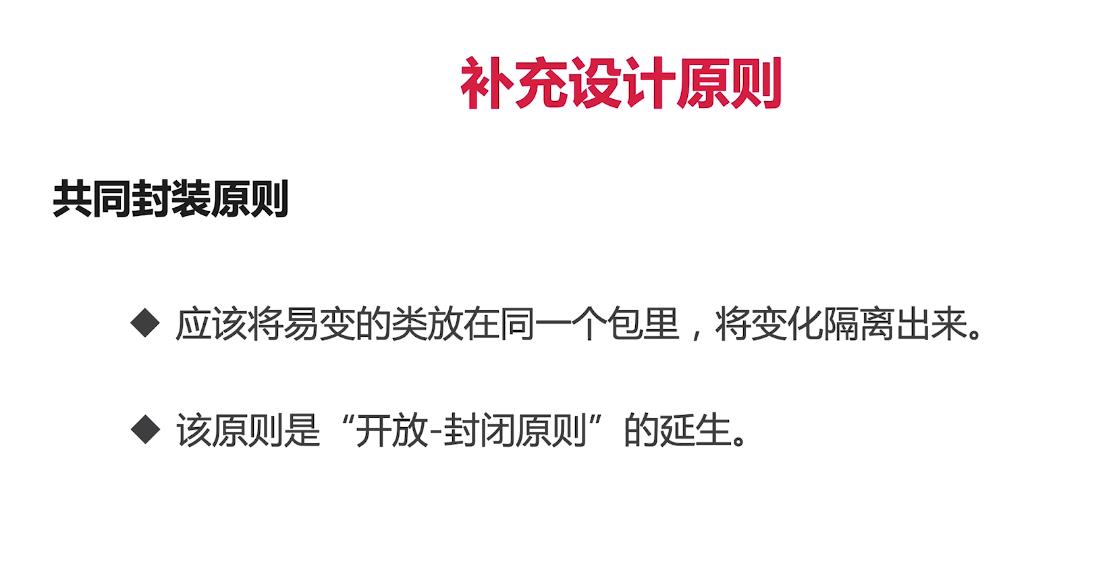 补充设计原则
共同封装原则
◆ 应该将易变的类放在同一个包里，将变化隔离出来。
◆ 该原则是“开放-封闭原则”的延生。